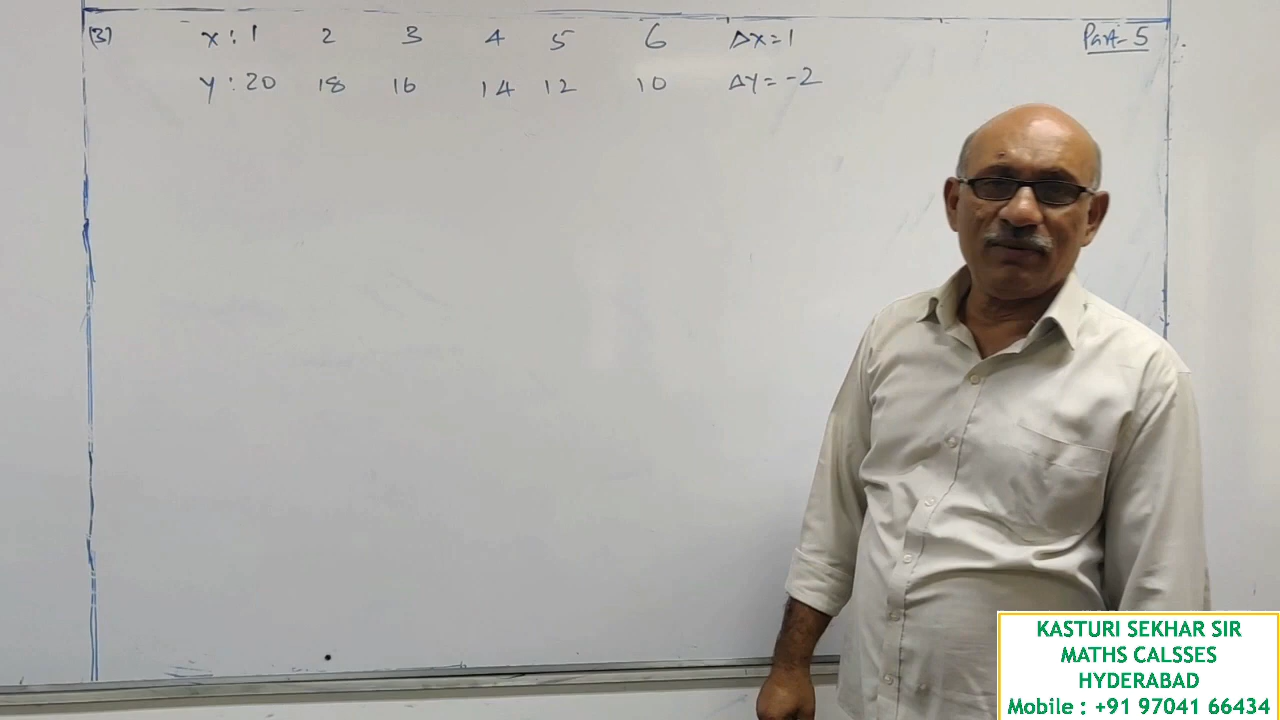 (3) x : 1 2 3 4 5 6 Δx=1 Part-5
y : 20 18 16 14 12 10 Δy=-2
KASTURI SEKHAR SIR
MATHS CALSSES
HYDERABAD
Mobile : +91 97041 66434